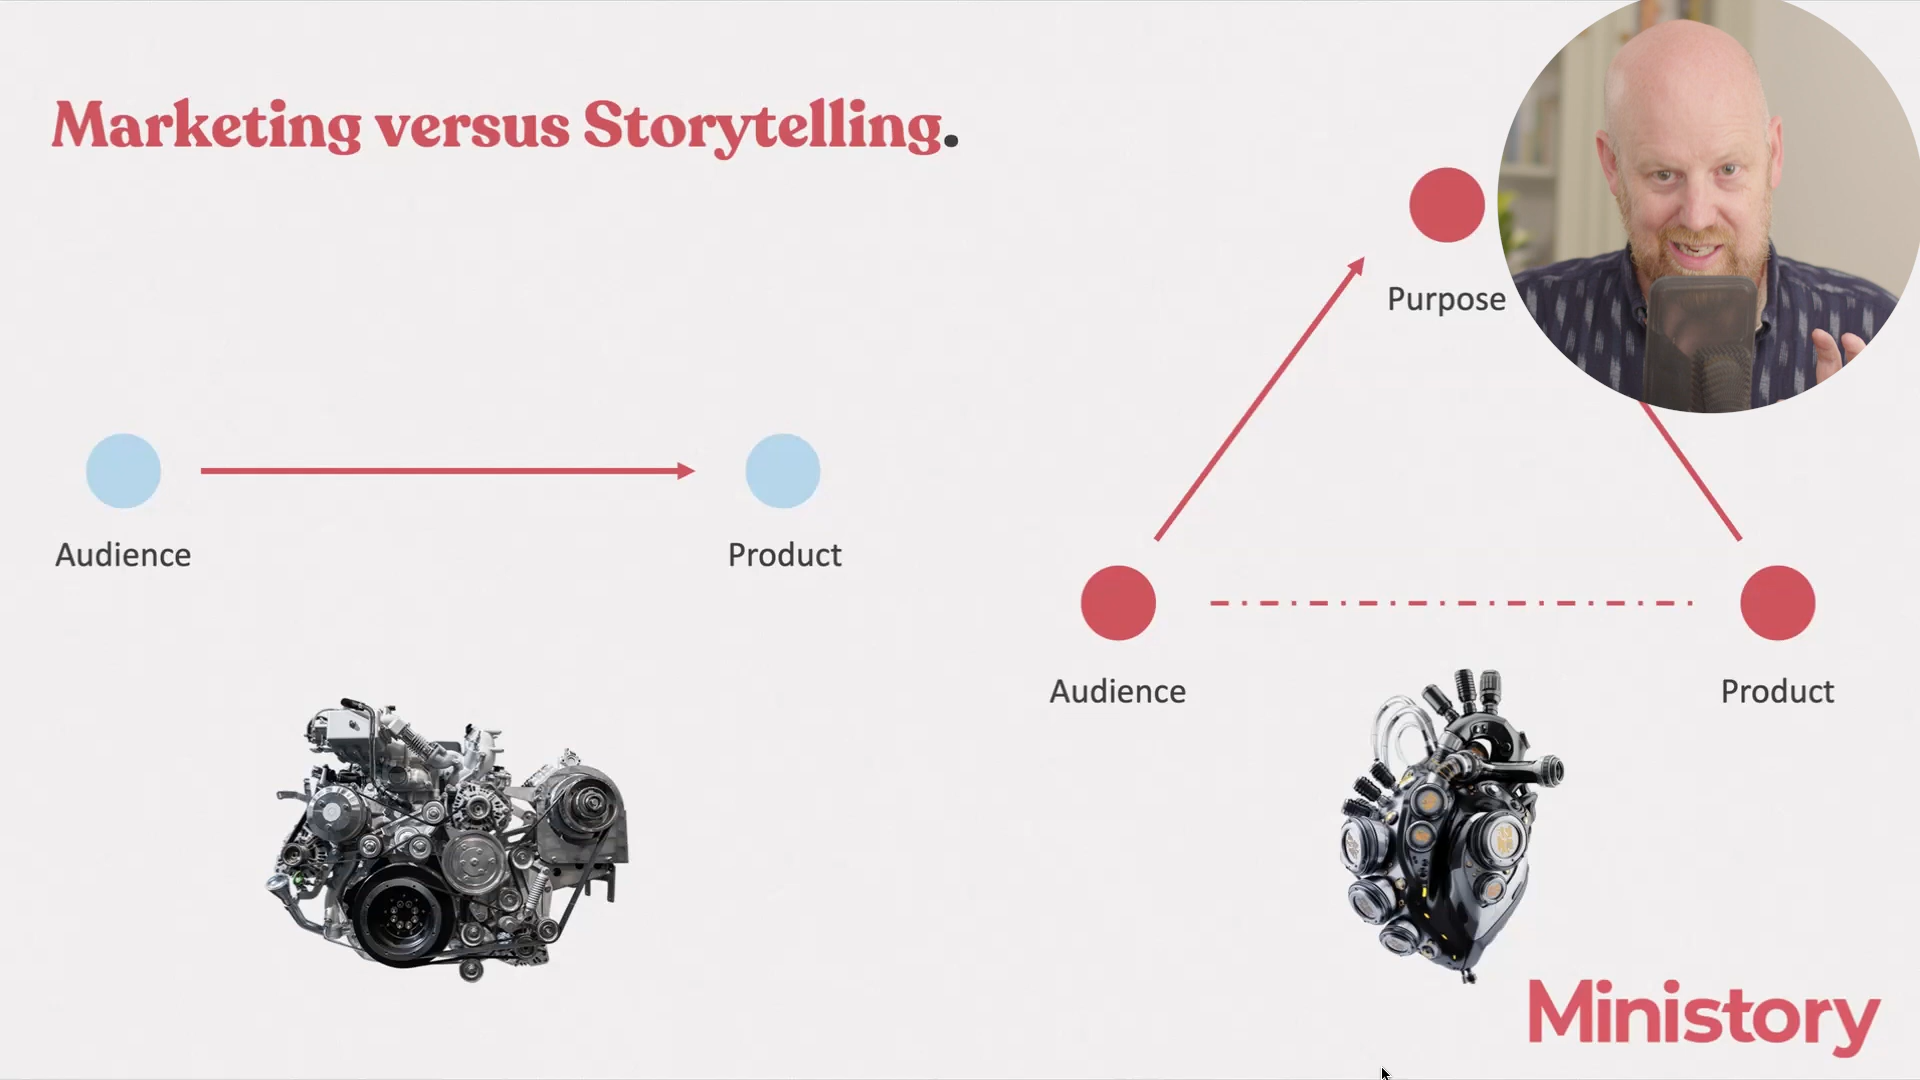 Marketing versus Storytelling.
Purpose
Audience
Product
Audience
Product
Ministory